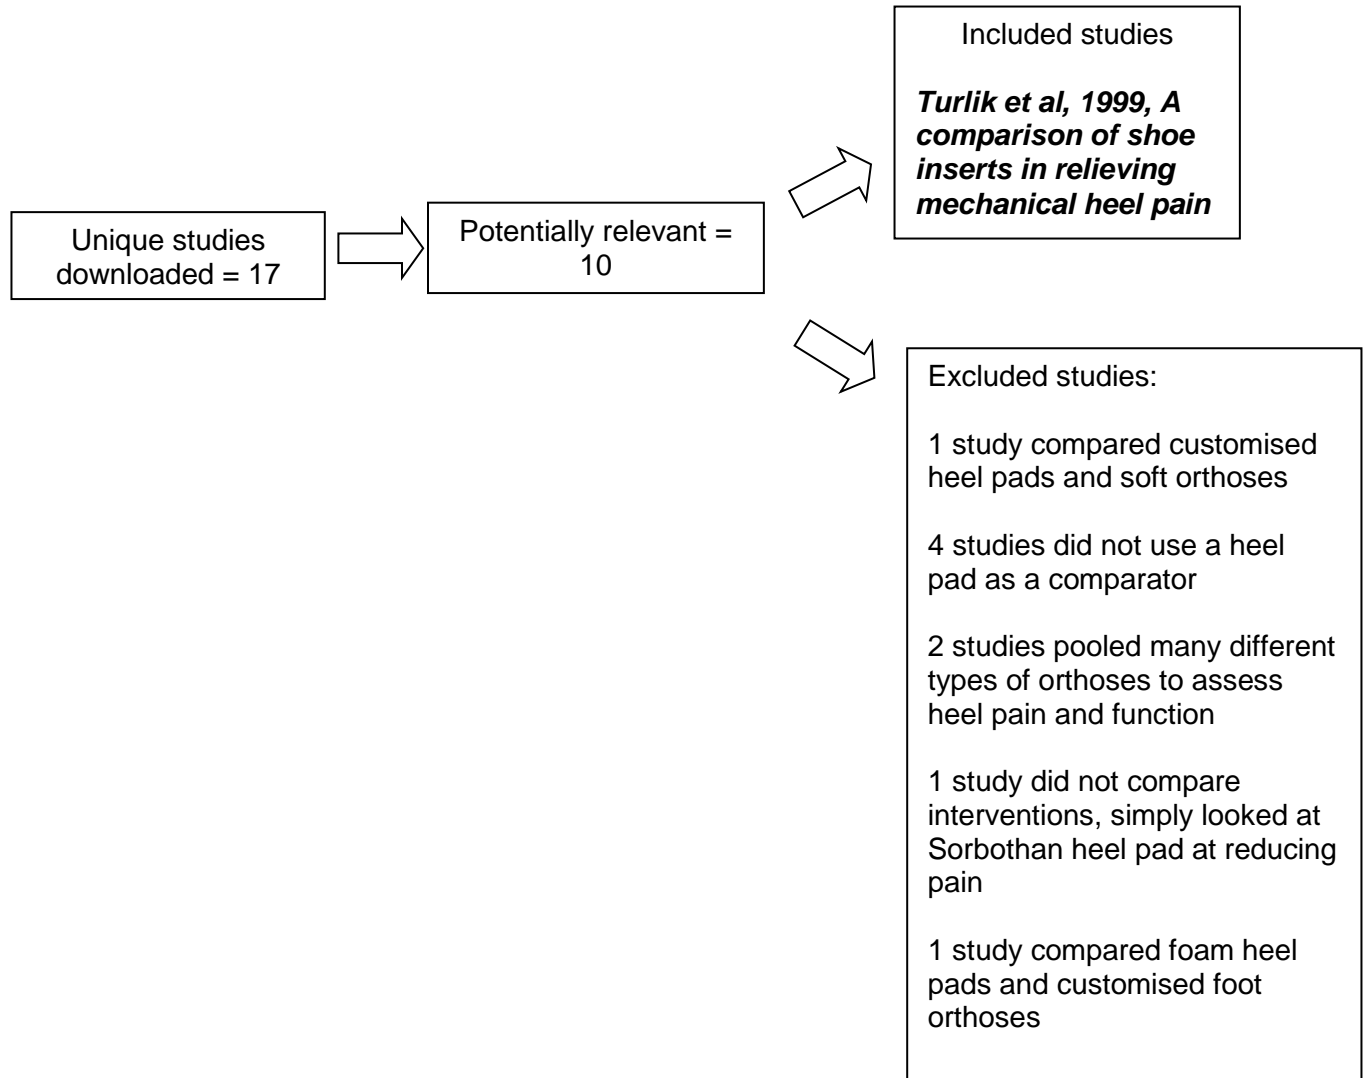 Unique studies
downloaded = 17
Potentially relevant =
10
Included studies
Turlik et al, 1999, A
comparison of shoe
inserts in relieving
mechanical heel pain
Excluded studies:
1 study compared customised
heel pads and soft orthoses
4 studies did not use a heel
pad as a comparator
2 studies pooled many different
types of orthoses to assess
heel pain and function
1 study did not compare
interventions, simply looked at
Sorbothan heel pad at reducing
pain
1 study compared foam heel
pads and customised foot
orthoses